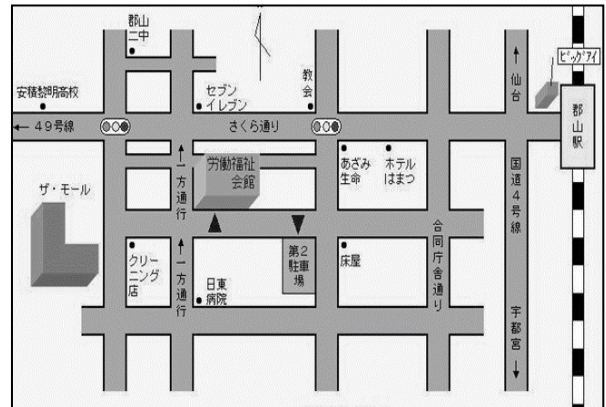 郡山
二中
ビッグアイ
↑仙台
安積黎明高校
セブン
イレブン
教会
← 49号線
さくら通り
郡山駅
労働福祉
会館
あざみ
生命
ホテル
はまつ
国道4号線
ザ・モール
↑一方通行
合同庁舎通り
クリー
ニング
店
↑一方通行
日東
病院
第2
駐車
場
床屋
宇都宮↓